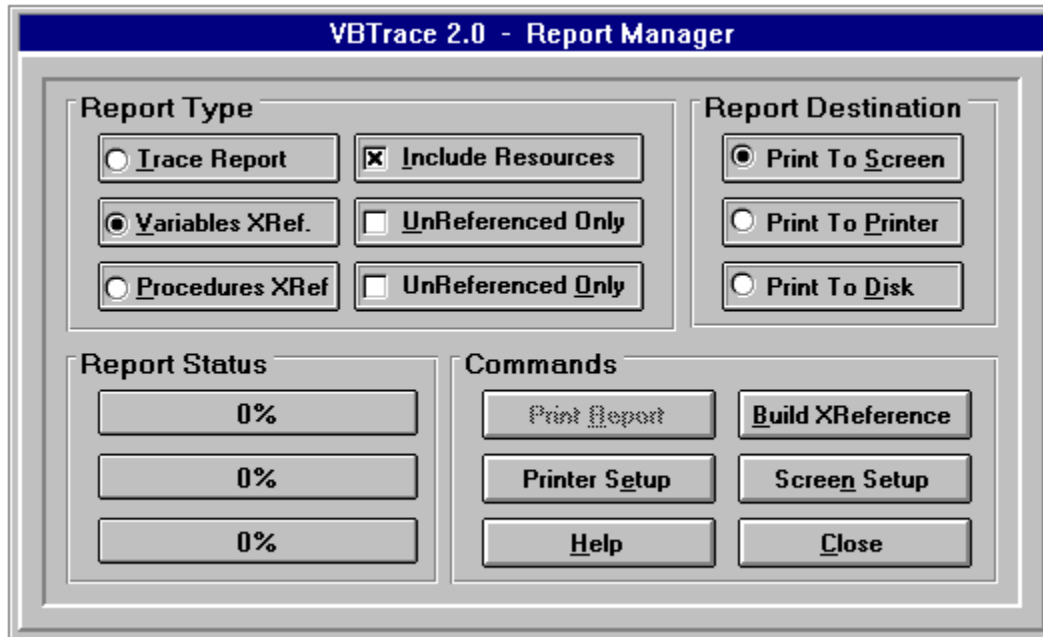 VBTrace 2.0 - Report Manager
Report Type
Trace Report
Include Resources
Variables XRef.
UnReferenced Only
Procedures XRef
UnReferenced Only
Report Destination
Print To Screen
Print To Printer
Print To Disk
Report Status
0%
0%
0%
Commands
Print Report
Build XReference
Printer Setup
Screen Setup
Help
Close